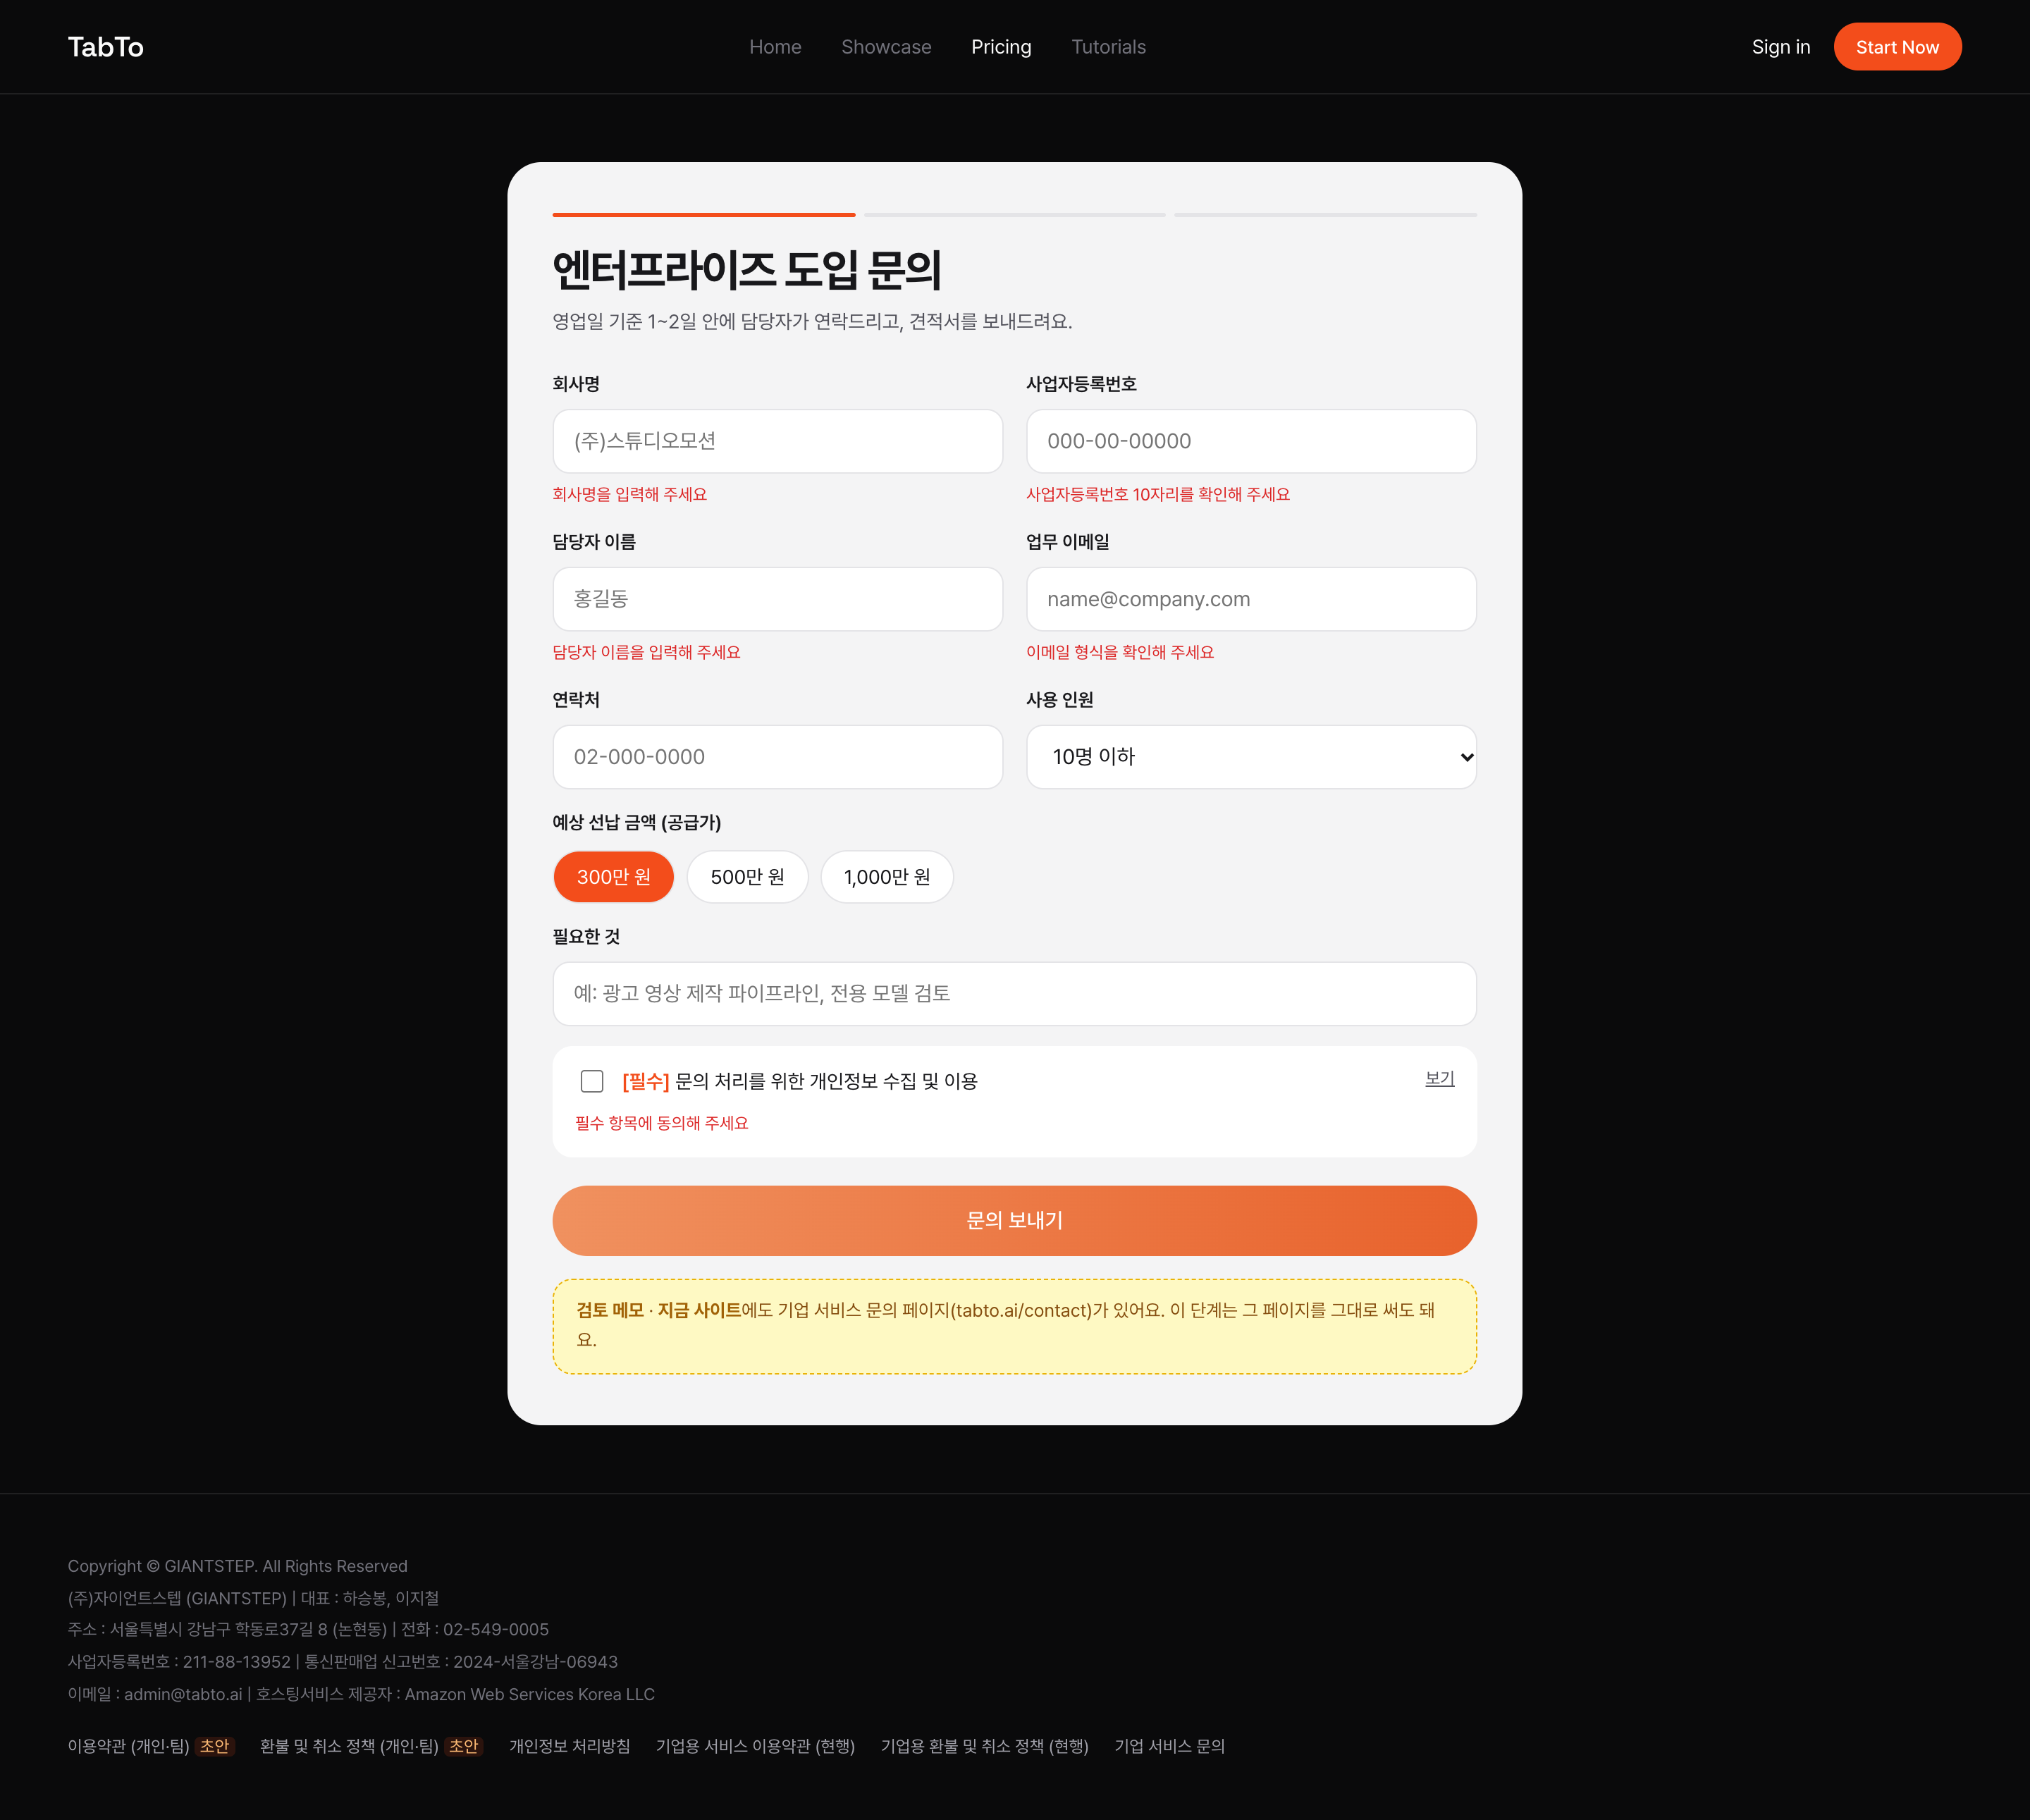 TabTo
Home Showcase Pricing Tutorials
Sign in Start Now
엔터프라이즈 도입 문의
영업일 기준 1~2일 안에 담당자가 연락드리고, 견적서를 보내드려요.
회사명 사업자등록번호
(주)스튜디오모션 000-00-00000
회사명을 입력해 주세요 사업자등록번호 10자리를 확인해 주세요
담당자 이름 업무 이메일
홍길동 name@company.com
담당자 이름을 입력해 주세요 이메일 형식을 확인해 주세요
연락처 사용 인원
02-000-0000 10명 이하
예상 선납 금액 (공급가)
300만 원 500만 원 1,000만 원
필요한 것
예: 광고 영상 제작 파이프라인, 전용 모델 검토
[필수] 문의 처리를 위한 개인정보 수집 및 이용 보기
필수 항목에 동의해 주세요
문의 보내기
검토 메모 · 지금 사이트에도 기업 서비스 문의 페이지(tabto.ai/contact)가 있어요. 이 단계는 그 페이지를 그대로 써도 돼
요.
Copyright © GIANTSTEP. All Rights Reserved
(주)자이언트스텝 (GIANTSTEP) | 대표 : 하승봉, 이지철
주소 : 서울특별시 강남구 학동로37길 8 (논현동) | 전화 : 02-549-0005
사업자등록번호 : 211-88-13952 | 통신판매업 신고번호 : 2024-서울강남-06943
이메일 : admin@tabto.ai | 호스팅서비스 제공자 : Amazon Web Services Korea LLC
이용약관 (개인·팀) 초안 환불 및 취소 정책 (개인·팀) 초안 개인정보 처리방침 기업용 서비스 이용약관 (현행) 기업용 환불 및 취소 정책 (현행) 기업 서비스 문의